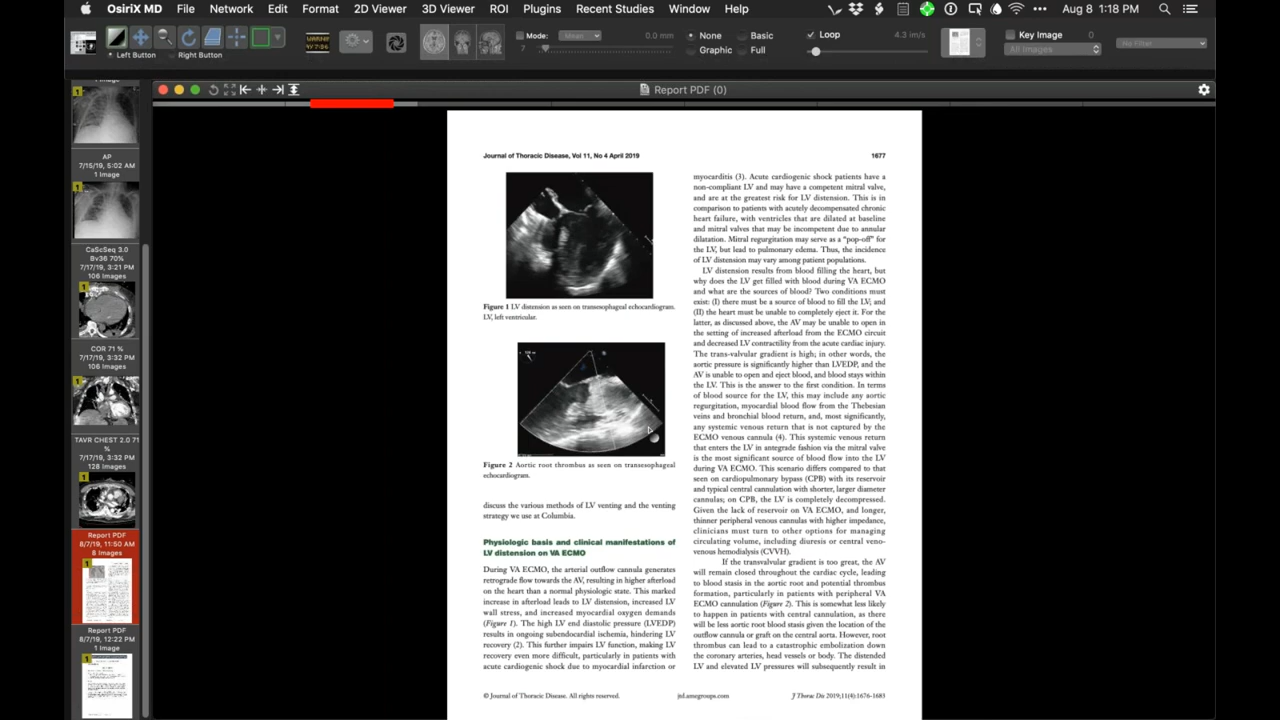 OsiriX MD File Network Edit Format 2D Viewer 3D Viewer ROI Plugins Recent Studies Window Help Aug 8 1:18 PM
Mode: Mean 0.0 mm None Basic Loop 4.3 im/s Key Image 0 No Filter
7 Graphic Full All Images
Left Button Right Button
Report PDF (0)
1 Image
AP
7/15/19, 5:02 AM
1 Image
CaScSeq 3.0
Bv36 70%
7/17/19, 3:21 PM
106 Images
COR 71 %
7/17/19, 3:32 PM
106 Images
TAVR CHEST 2.0 71
%
7/17/19, 3:32 PM
128 Images
Report PDF
8/7/19, 11:50 AM
8 Images
Report PDF
8/7/19, 12:22 PM
1 Image
Journal of Thoracic Disease, Vol 11, No 4 April 2019 1677
Figure 1 LV distension as seen on transesophageal echocardiogram.
LV, left ventricular.
Figure 2 Aortic root thrombus as seen on transesophageal
echocardiogram.
discuss the various methods of LV venting and the venting
strategy we use at Columbia.
Physiologic basis and clinical manifestations of
LV distension on VA ECMO
During VA ECMO, the arterial outflow cannula generates
retrograde flow towards the AV, resulting in higher afterload
on the heart than a normal physiologic state. This marked
increase in afterload leads to LV distension, increased LV
wall stress, and increased myocardial oxygen demands
(Figure 1). The high LV end diastolic pressure (LVEDP)
results in ongoing subendocardial ischemia, hindering LV
recovery (2). This further impairs LV function, making LV
recovery even more difficult, particularly in patients with
acute cardiogenic shock due to myocardial infarction or
myocarditis (3). Acute cardiogenic shock patients have a
non-compliant LV and may have a competent mitral valve,
and are at the greatest risk for LV distension. This is in
comparison to patients with acutely decompensated chronic
heart failure, with ventricles that are dilated at baseline
and mitral valves that may be incompetent due to annular
dilatation. Mitral regurgitation may serve as a “pop-off” for
the LV, but lead to pulmonary edema. Thus, the incidence
of LV distension may vary among patient populations.
LV distension results from blood filling the heart, but
why does the LV get filled with blood during VA ECMO
and what are the sources of blood? Two conditions must
exist: (I) there must be a source of blood to fill the LV; and
(II) the heart must be unable to completely eject it. For the
latter, as discussed above, the AV may be unable to open in
the setting of increased afterload from the ECMO circuit
and decreased LV contractility from the acute cardiac injury.
The trans-valvular gradient is high; in other words, the
aortic pressure is significantly higher than LVEDP, and the
AV is unable to open and eject blood, and blood stays within
the LV. This is the answer to the first condition. In terms
of blood source for the LV, this may include any aortic
regurgitation, myocardial blood flow from the Thebesian
veins and bronchial blood return, and, most significantly,
any systemic venous return that is not captured by the
ECMO venous cannula (4). This systemic venous return
that enters the LV in antegrade fashion via the mitral valve
is the most significant source of blood flow into the LV
during VA ECMO. This scenario differs compared to that
seen on cardiopulmonary bypass (CPB) with its reservoir
and typical central cannulation with shorter, larger diameter
cannulas; on CPB, the LV is completely decompressed.
Given the lack of reservoir on VA ECMO, and longer,
thinner peripheral venous cannulas with higher impedance,
clinicians must turn to other options for managing
circulating volume, including diuresis or central veno-
venous hemodialysis (CVVH).
If the transvalvular gradient is too great, the AV
will remain closed throughout the cardiac cycle, leading
to blood stasis in the aortic root and potential thrombus
formation, particularly in patients with peripheral VA
ECMO cannulation (Figure 2). This is somewhat less likely
to happen in patients with central cannulation, as there
will be less aortic root blood stasis given the location of the
outflow cannula or graft on the central aorta. However, root
thrombus can lead to a catastrophic embolization down
the coronary arteries, head vessels or body. The distended
LV and elevated LV pressures will subsequently result in
© Journal of Thoracic Disease. All rights reserved. jtd.amegroups.com J Thorac Dis 2019;11(4):1676-1683